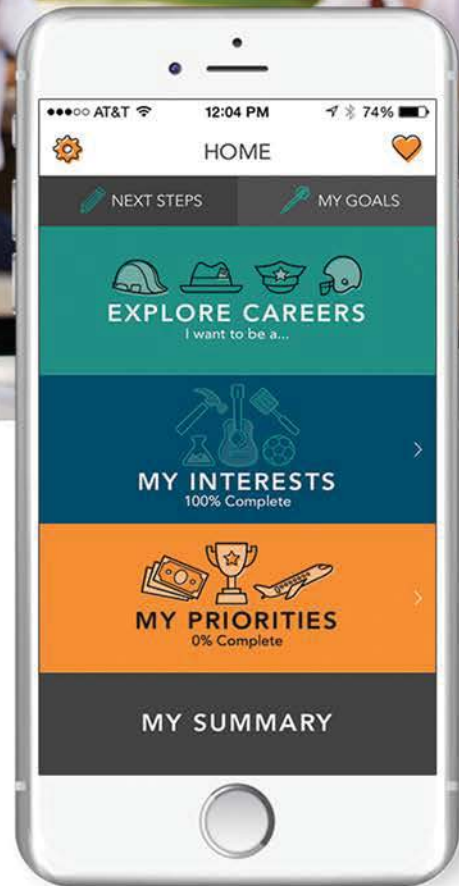 AT&T 12:04 PM 74%
HOME
NEXT STEPS MY GOALS
EXPLORE CAREERS
I want to be a...
MY INTERESTS
100% Complete
MY PRIORITIES
0% Complete
MY SUMMARY